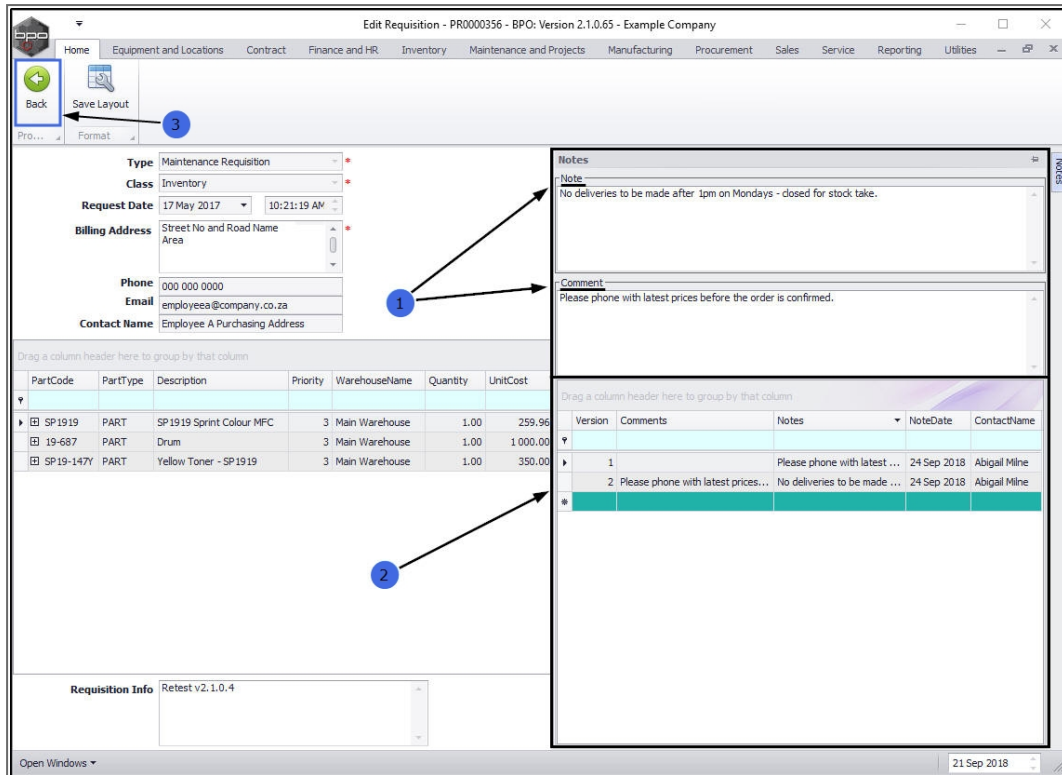 bpo
Edit Requisition - PR0000356 - BPO: Version 2.1.0.65 - Example Company
Home Equipment and Locations Contract Finance and HR Inventory Maintenance and Projects Manufacturing Procurement Sales Service Reporting Utilities
Back Save Layout
3
Pro... Format
Type Maintenance Requisition *
Class Inventory *
Request Date 17 May 2017 10:21:19 AM
Billing Address Street No and Road Name *
Area
Phone 000 000 0000
Email employeea@company.co.za
Contact Name Employee A Purchasing Address
Notes
Notes
Note
No deliveries to be made after 1pm on Mondays - closed for stock take.
1
Comment
Please phone with latest prices before the order is confirmed.
Drag a column header here to group by that column
PartCode PartType Description Priority WarehouseName Quantity UnitCost
SP1919 PART SP1919 Sprint Colour MFC 3 Main Warehouse 1.00 259.96
19-687 PART Drum 3 Main Warehouse 1.00 1 000.00
SP19-147Y PART Yellow Toner - SP1919 3 Main Warehouse 1.00 350.00
Drag a column header here to group by that column
Version Comments Notes NoteDate ContactName
1 Please phone with latest ... 24 Sep 2018 Abigail Milne
2 Please phone with latest prices... No deliveries to be made ... 24 Sep 2018 Abigail Milne
2
Requisition Info Retest v2.1.0.4
Open Windows 21 Sep 2018